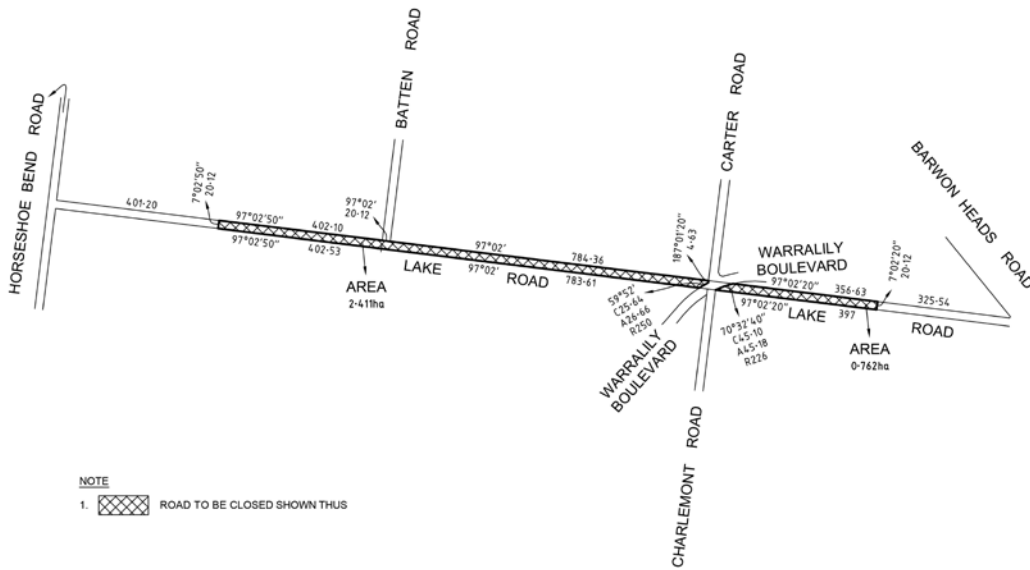 HORSESHOE BEND ROAD
BATTEN ROAD
CARTER ROAD
BARWON HEADS ROAD
401·20
7°02'50"
20·12
97°02'50"
402·10
97°02'50"
402·53
97°02'
20·12
AREA
2·411ha
97°02'
784·36
97°02'
783·61
LAKE ROAD
187°01'20"
4·63
59°52'
C25·64
A26·66
R250
WARRALILY
BOULEVARD
WARRALILY
BOULEVARD
97°02'20"
356·63
97°02'20"
397
70°32'40"
C45·10
A45·18
R226
7°02'20"
20·12
325·54
LAKE ROAD
AREA
0·762ha
CHARLEMONT ROAD
NOTE
1. ROAD TO BE CLOSED SHOWN THUS